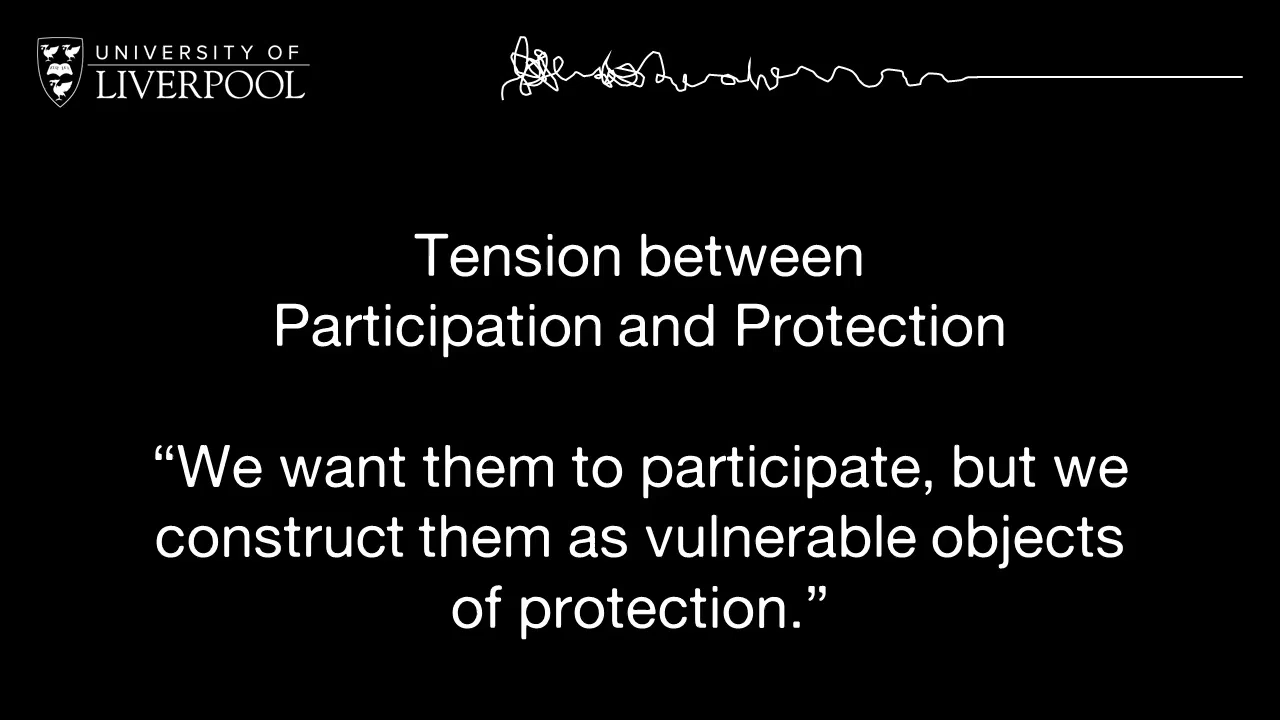 UNIVERSITY OF
LIVERPOOL
Tension between
Participation and Protection
“We want them to participate, but we
construct them as vulnerable objects
of protection.”